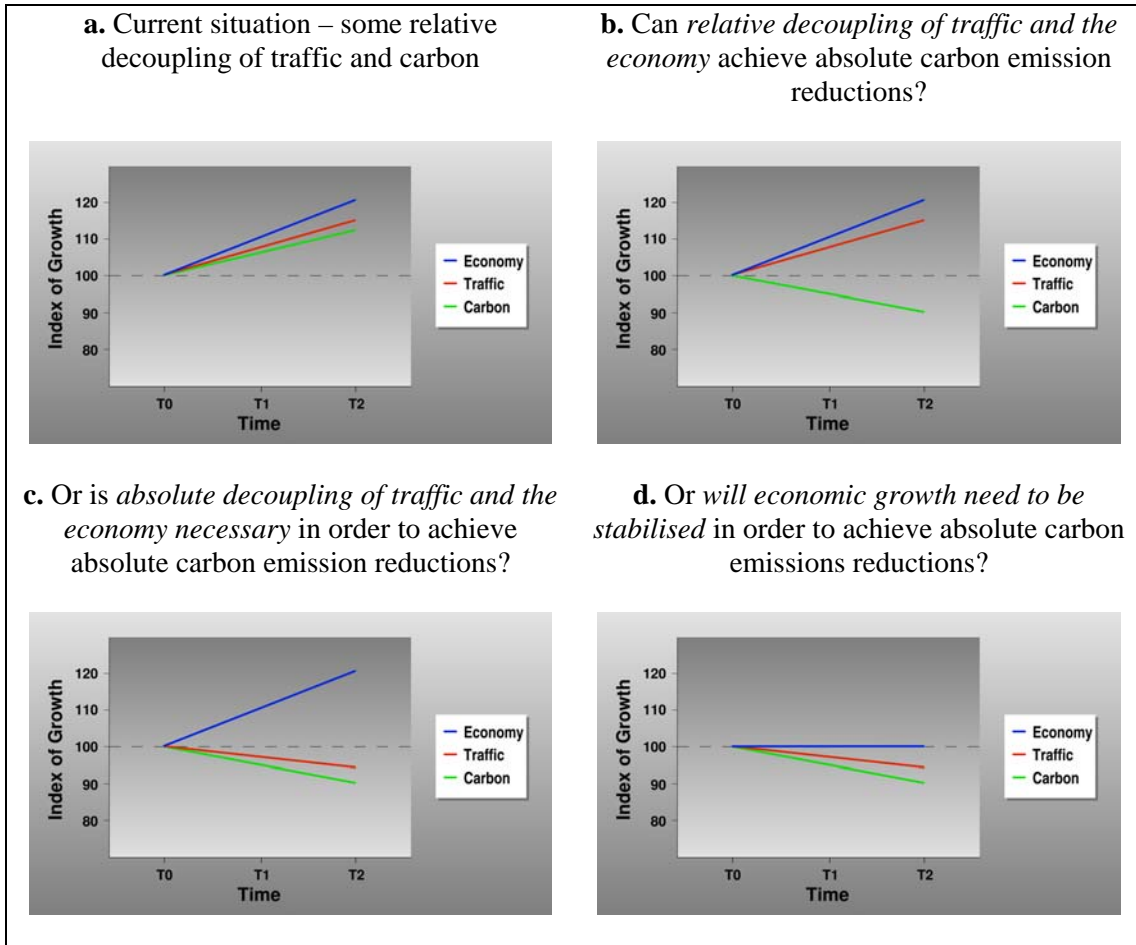 a. Current situation – some relative
decoupling of traffic and carbon
b. Can relative decoupling of traffic and the
economy achieve absolute carbon emission
reductions?
Index of Growth
120
110
100
90
80
T0
T1
T2
Time
Economy
Traffic
Carbon
Index of Growth
120
110
100
90
80
T0
T1
T2
Time
Economy
Traffic
Carbon
c. Or is absolute decoupling of traffic and the
economy necessary in order to achieve
absolute carbon emission reductions?
d. Or will economic growth need to be
stabilised in order to achieve absolute carbon
emissions reductions?
Index of Growth
120
110
100
90
80
T0
T1
T2
Time
Economy
Traffic
Carbon
Index of Growth
120
110
100
90
80
T0
T1
T2
Time
Economy
Traffic
Carbon